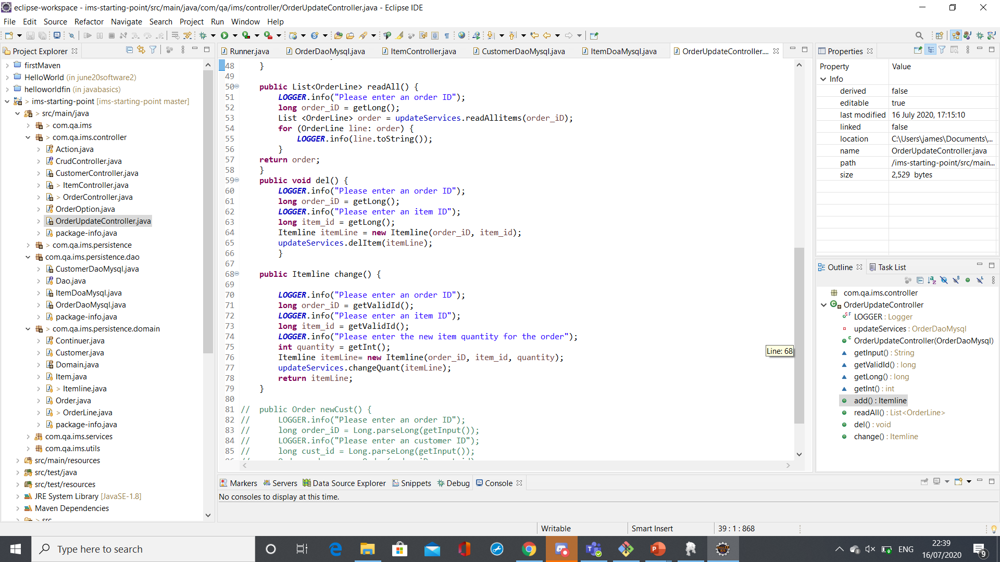 eclipse-workspace - ims-starting-point/src/main/java/com/qa/ims/controller/OrderUpdateController.java - Eclipse IDE
File Edit Source Refactor Navigate Search Project Run Window Help
Project Explorer
firstMaven
HelloWorld (in june20software2)
helloworldfin (in javabasics)
> ims-starting-point [ims-starting-point master]
> src/main/java
> com.qa.ims
> com.qa.ims.controller
Action.java
CrudController.java
CustomerController.java
> ItemController.java
> OrderController.java
OrderOption.java
OrderUpdateController.java
package-info.java
> com.qa.ims.persistence
com.qa.ims.persistence.dao
CustomerDaoMysql.java
Dao.java
ItemDoaMysql.java
OrderDaoMysql.java
package-info.java
> com.qa.ims.persistence.domain
Continuer.java
Customer.java
Domain.java
Item.java
> Itemline.java
Order.java
> OrderLine.java
package-info.java
com.qa.ims.services
com.qa.ims.utils
src/main/resources
src/test/java
src/test/resources
JRE System Library [JavaSE-1.8]
Maven Dependencies
> src
Runner.java OrderDaoMysql.java ItemController.java CustomerDaoMysql.java ItemDoaMysql.java OrderUpdateController....
48 }
49
50 public List<OrderLine> readAll() {
51 LOGGER.info("Please enter an order ID");
52 long order_iD = getLong();
53 List <OrderLine> order = updateServices.readAllitems(order_iD);
54 for (OrderLine line: order) {
55 LOGGER.info(line.toString());
56 }
57 return order;
58 }
59 public void del() {
60 LOGGER.info("Please enter an order ID");
61 long order_iD = getLong();
62 LOGGER.info("Please enter an item ID");
63 long item_id = getLong();
64 Itemline itemLine = new Itemline(order_iD, item_id);
65 updateServices.delItem(itemLine);
66 }
67
68 public Itemline change() {
69
70 LOGGER.info("Please enter an order ID");
71 long order_iD = getValidId();
72 LOGGER.info("Please enter an item ID");
73 long item_id = getValidId();
74 LOGGER.info("Please enter the new item quantity for the order");
75 int quantity = getInt();
76 Itemline itemLine= new Itemline(order_iD, item_id, quantity);
77 updateServices.changeQuant(itemLine);
78 return itemLine;
79 }
80
81 // public Order newCust() {
82 // LOGGER.info("Please enter an order ID");
83 // long order_iD = Long.parseLong(getInput());
84 // LOGGER.info("Please enter an customer ID");
85 // long cust_id = Long.parseLong(getInput());
Line: 68
Markers Servers Data Source Explorer Snippets Debug Console
No consoles to display at this time.
Properties
Property Value
Info
derived false
editable true
last modified 16 July 2020, 17:15:10
linked false
location C:\Users\james\Documents\...
name OrderUpdateController.java
path /ims-starting-point/src/main...
size 2,529 bytes
Outline Task List
com.qa.ims.controller
OrderUpdateController
LOGGER : Logger
updateServices : OrderDaoMysql
OrderUpdateController(OrderDaoMysql)
getInput() : String
getValidId() : long
getLong() : long
getInt() : int
add() : Itemline
readAll() : List<OrderLine>
del() : void
change() : Itemline
Writable Smart Insert 39 : 1 : 868
Type here to search
ENG
22:39
16/07/2020
9